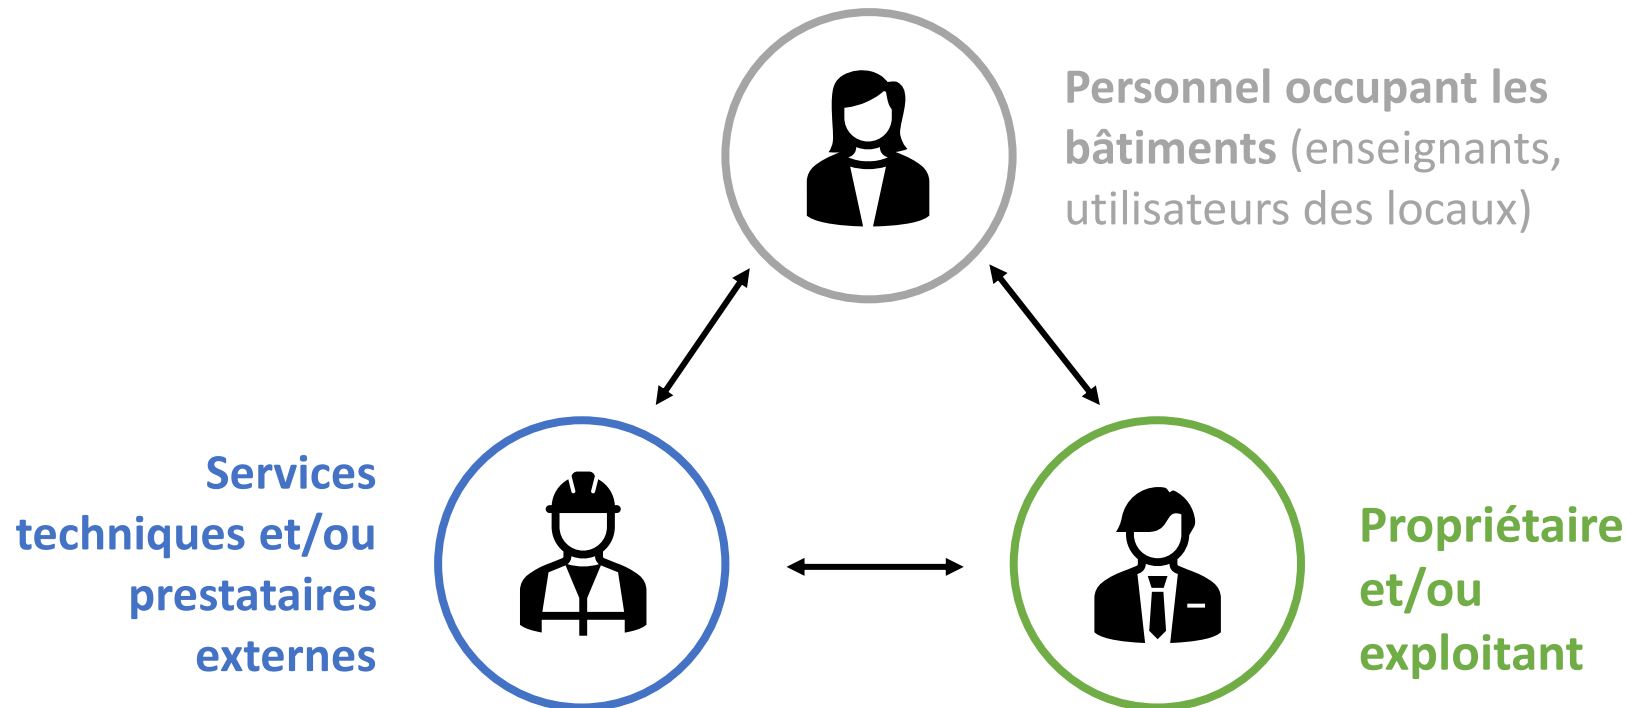 Personnel occupant les
bâtiments (enseignants,
utilisateurs des locaux)
Services
techniques et/ou
prestataires
externes
Propriétaire
et/ou
exploitant